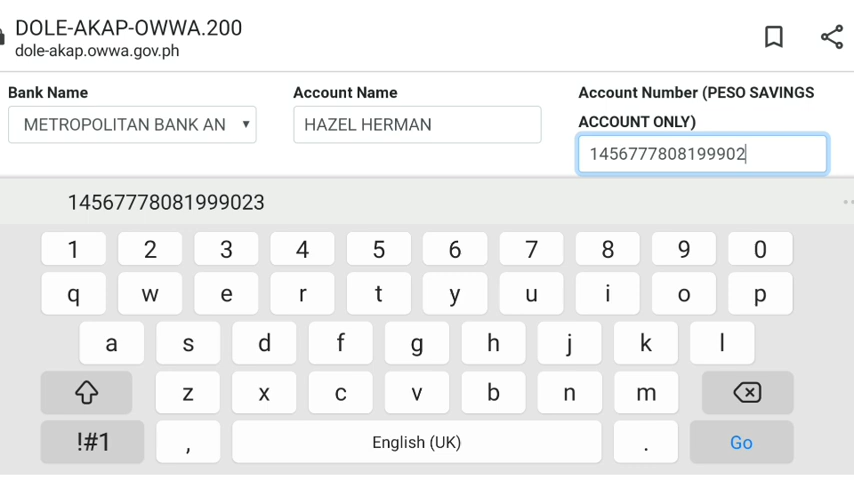 DOLE-AKAP-OWWA.200
dole-akap.owwa.gov.ph
Bank Name
METROPOLITAN BANK AN
Account Name
HAZEL HERMAN
Account Number (PESO SAVINGS
ACCOUNT ONLY)
1456777808199902
14567778081999023
1 2 3 4 5 6 7 8 9 0
q w e r t y u i o p
a s d f g h j k l
z x c v b n m
!#1 , English (UK) . Go